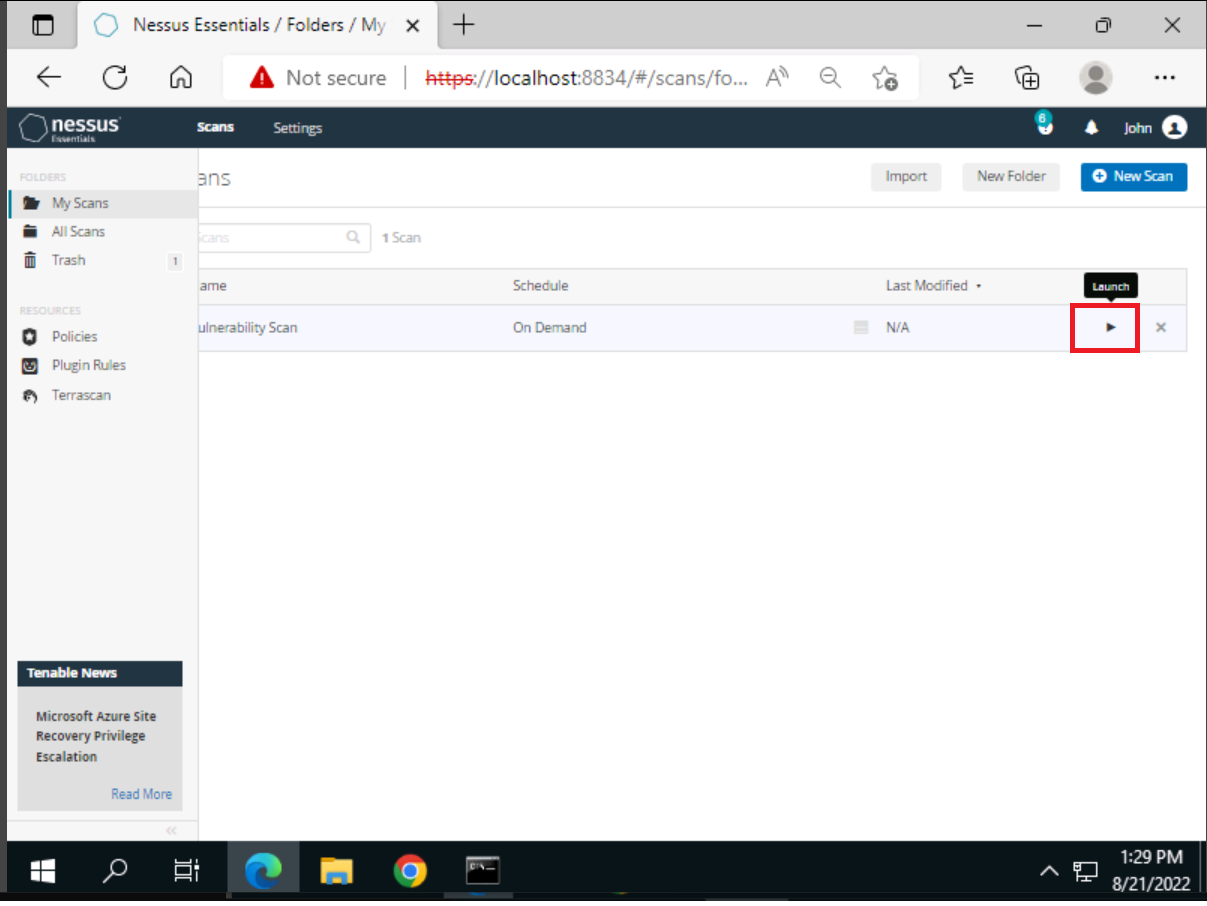 Nessus Essentials / Folders / My
Not secure | https://localhost:8834/#/scans/fo...
nessus
Essentials
Scans
Settings
6
John
FOLDERS
My Scans
All Scans
Trash
1
RESOURCES
Policies
Plugin Rules
Terrascan
ans
Import
New Folder
New Scan
Scans
1 Scan
ame
Schedule
Last Modified
Launch
ulnerability Scan
On Demand
N/A
Tenable News
Microsoft Azure Site
Recovery Privilege
Escalation
Read More
1:29 PM
8/21/2022